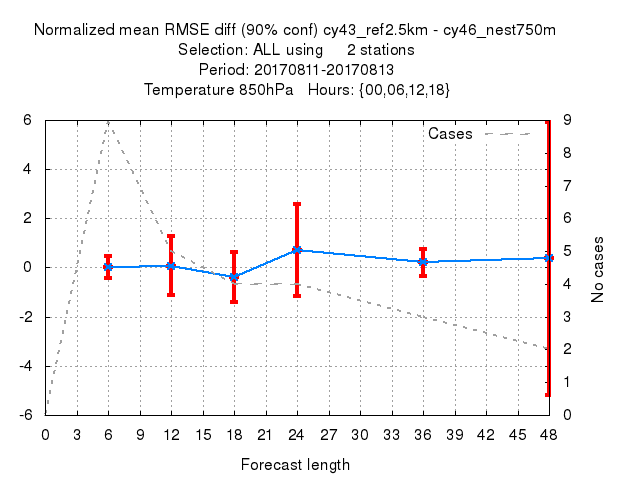 Normalized mean RMSE diff (90% conf) cy43_ref2.5km - cy46_nest750m
Selection: ALL using 2 stations
Period: 20170811-20170813
Temperature 850hPa Hours: {00,06,12,18}
Cases
6
4
2
0
-2
-4
-6
9
8
7
6
5
4
3
2
1
0
No cases
0 3 6 9 12 15 18 21 24 27 30 33 36 39 42 45 48
Forecast length